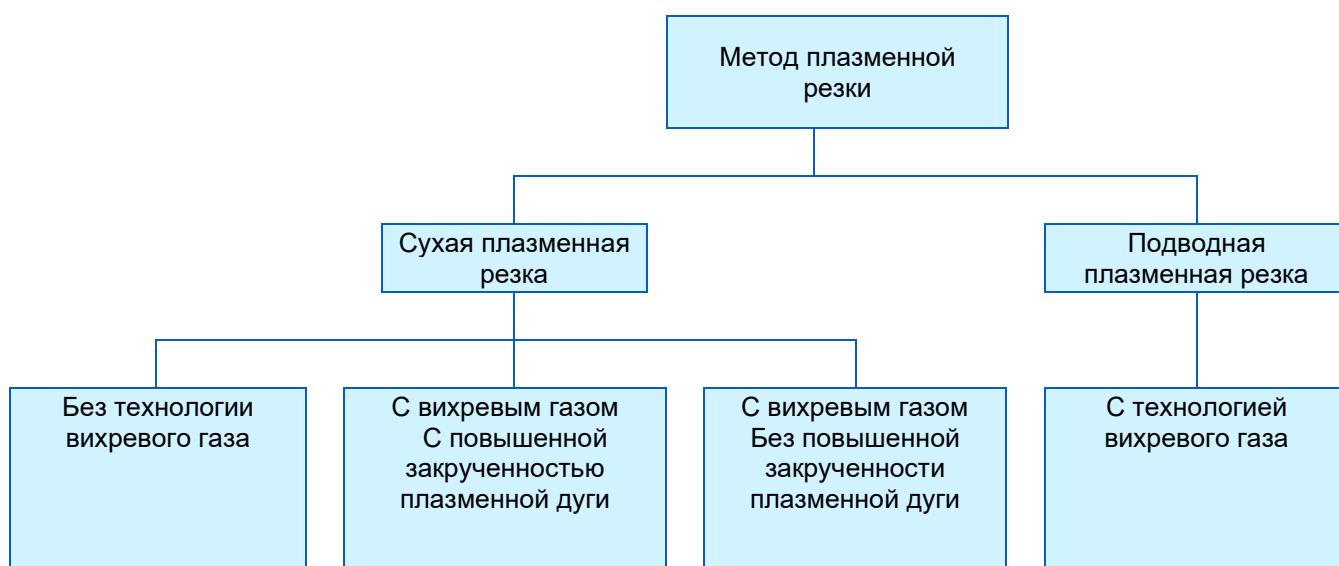 Метод плазменной
резки
Сухая плазменная
резка
Подводная
плазменная резка
Без технологии
вихревого газа
С вихревым газом
С повышенной
закрученностью
плазменной дуги
С вихревым газом
Без повышенной
закрученности
плазменной дуги
С технологией
вихревого газа